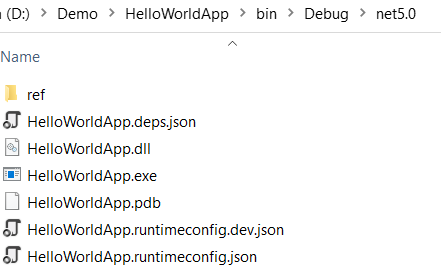 (D:) > Demo > HelloWorldApp > bin > Debug > net5.0
Name
ref
HelloWorldApp.deps.json
HelloWorldApp.dll
HelloWorldApp.exe
HelloWorldApp.pdb
HelloWorldApp.runtimeconfig.dev.json
HelloWorldApp.runtimeconfig.json